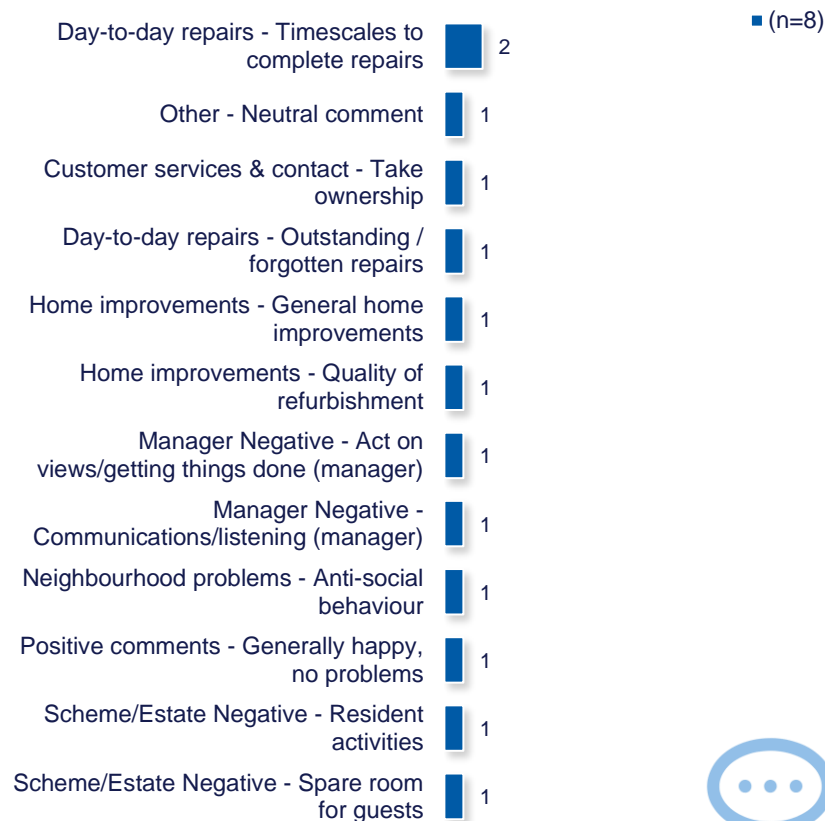 (n=8)
Day-to-day repairs - Timescales to
complete repairs
2
Other - Neutral comment
1
Customer services & contact - Take
ownership
1
Day-to-day repairs - Outstanding /
forgotten repairs
1
Home improvements - General home
improvements
1
Home improvements - Quality of
refurbishment
1
Manager Negative - Act on
views/getting things done (manager)
1
Manager Negative -
Communications/listening (manager)
1
Neighbourhood problems - Anti-social
behaviour
1
Positive comments - Generally happy,
no problems
1
Scheme/Estate Negative - Resident
activities
1
Scheme/Estate Negative - Spare room
for guests
1